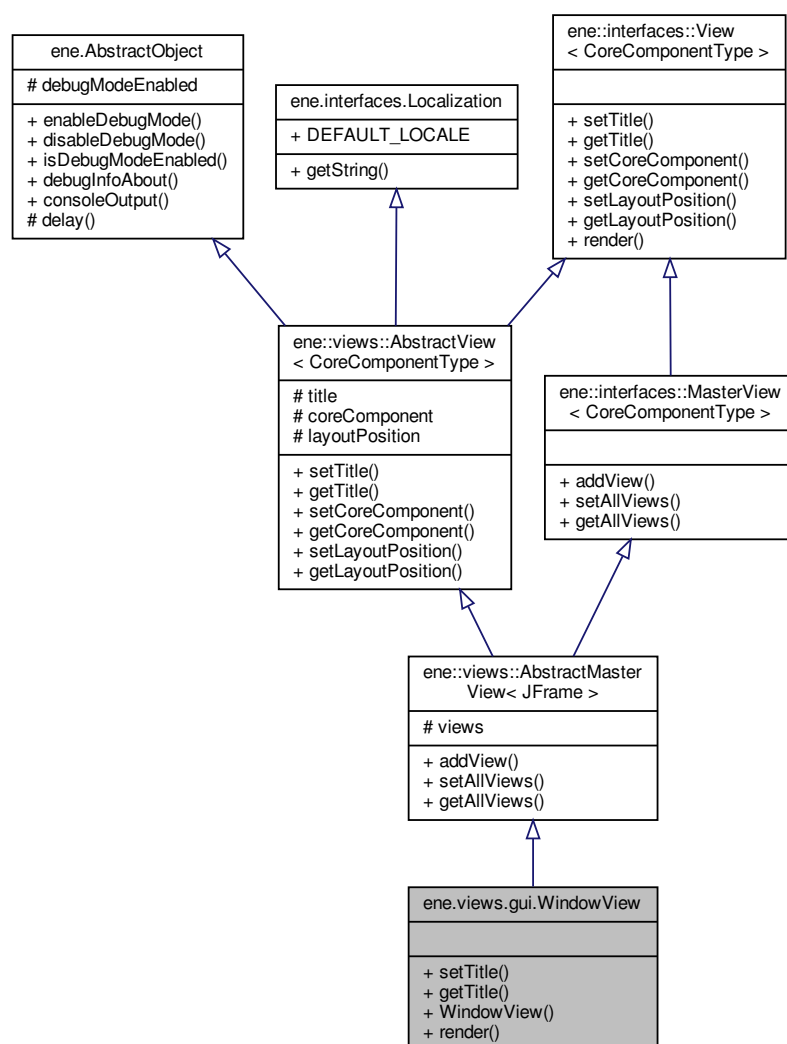 ene.AbstractObject
# debugModeEnabled
+ enableDebugMode()
+ disableDebugMode()
+ isDebugModeEnabled()
+ debugInfoAbout()
+ consoleOutput()
# delay()
ene.interfaces.Localization
+ DEFAULT_LOCALE
+ getString()
ene::interfaces::View
< CoreComponentType >
+ setTitle()
+ getTitle()
+ setCoreComponent()
+ getCoreComponent()
+ setLayoutPosition()
+ getLayoutPosition()
+ render()
ene::views::AbstractView
< CoreComponentType >
# title
# coreComponent
# layoutPosition
+ setTitle()
+ getTitle()
+ setCoreComponent()
+ getCoreComponent()
+ setLayoutPosition()
+ getLayoutPosition()
ene::interfaces::MasterView
< CoreComponentType >
+ addView()
+ setAllViews()
+ getAllViews()
ene::views::AbstractMaster
View< JFrame >
# views
+ addView()
+ setAllViews()
+ getAllViews()
ene.views.gui.WindowView
+ setTitle()
+ getTitle()
+ WindowView()
+ render()